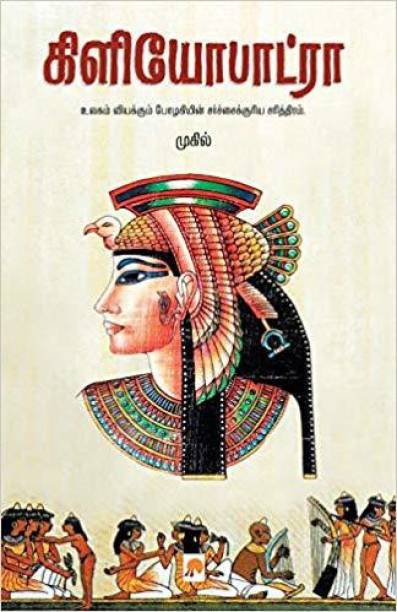 கிளியோபாட்ரா
உலகம் வியக்கும் பேரழகியின் சர்ச்சைக்குரிய சரித்திரம்.
முகில்